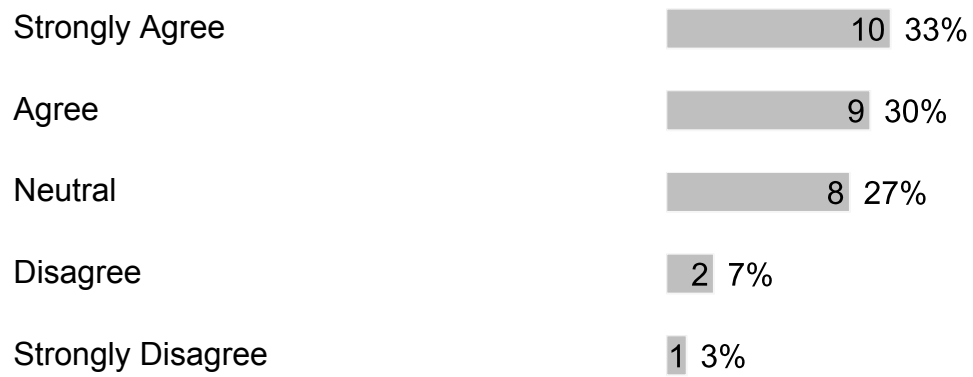 Strongly Agree 10 33%
Agree 9 30%
Neutral 8 27%
Disagree 2 7%
Strongly Disagree 1 3%